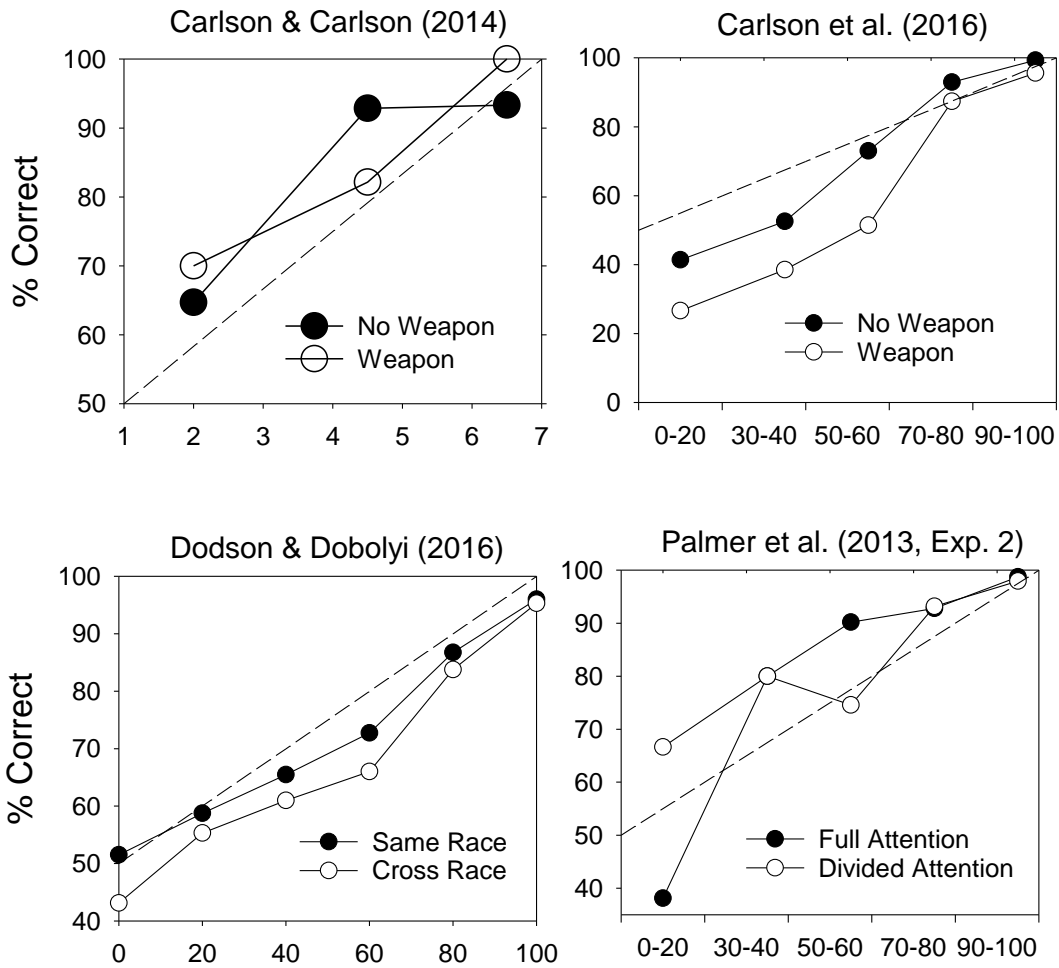 Carlson & Carlson (2014)
% Correct
100
90
80
70
60
50
No Weapon
Weapon
1 2 3 4 5 6 7
Carlson et al. (2016)
100
80
60
40
20
0
No Weapon
Weapon
0-20 30-40 50-60 70-80 90-100
Dodson & Dobolyi (2016)
% Correct
100
90
80
70
60
50
40
Same Race
Cross Race
0 20 40 60 80 100
Palmer et al. (2013, Exp. 2)
100
90
80
70
60
50
40
Full Attention
Divided Attention
0-20 30-40 50-60 70-80 90-100